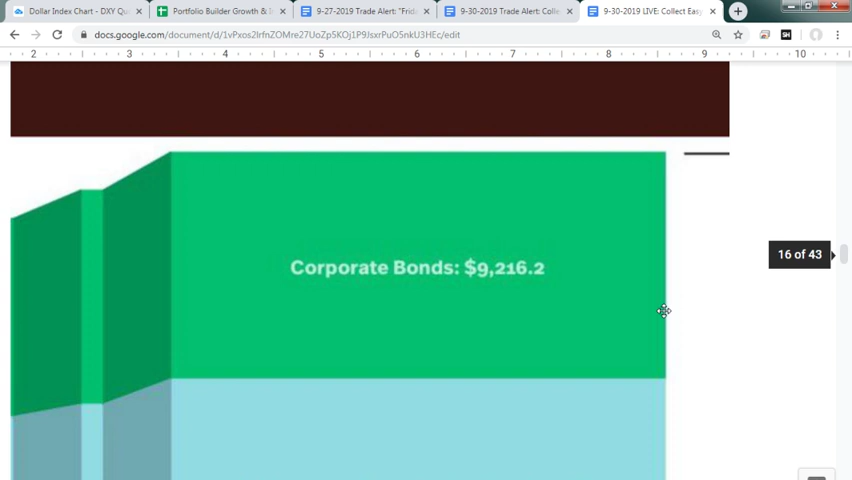 Dollar Index Chart - DXY Qu
Portfolio Builder Growth & I
9-27-2019 Trade Alert: "Frid
9-30-2019 Trade Alert: Colle
9-30-2019 LIVE: Collect Easy
docs.google.com/document/d/
/edit
2 3 4 5 6 7 8 9 10
Corporate Bonds: $9,216.2
16 of 43